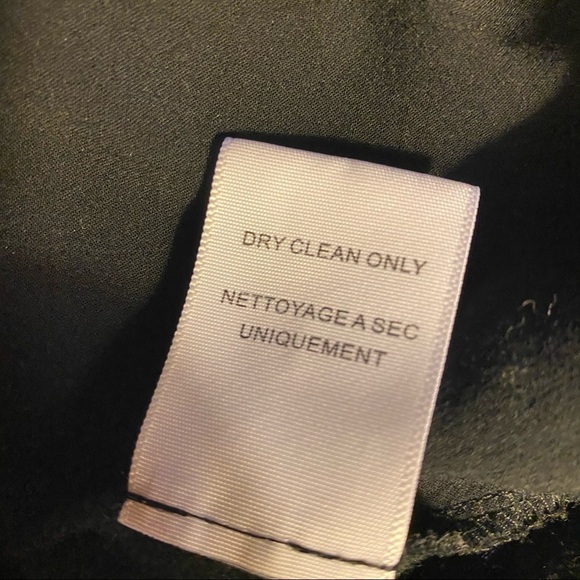 DRY CLEAN ONLY
NETTOYAGE A SEC
UNIQUEMENT